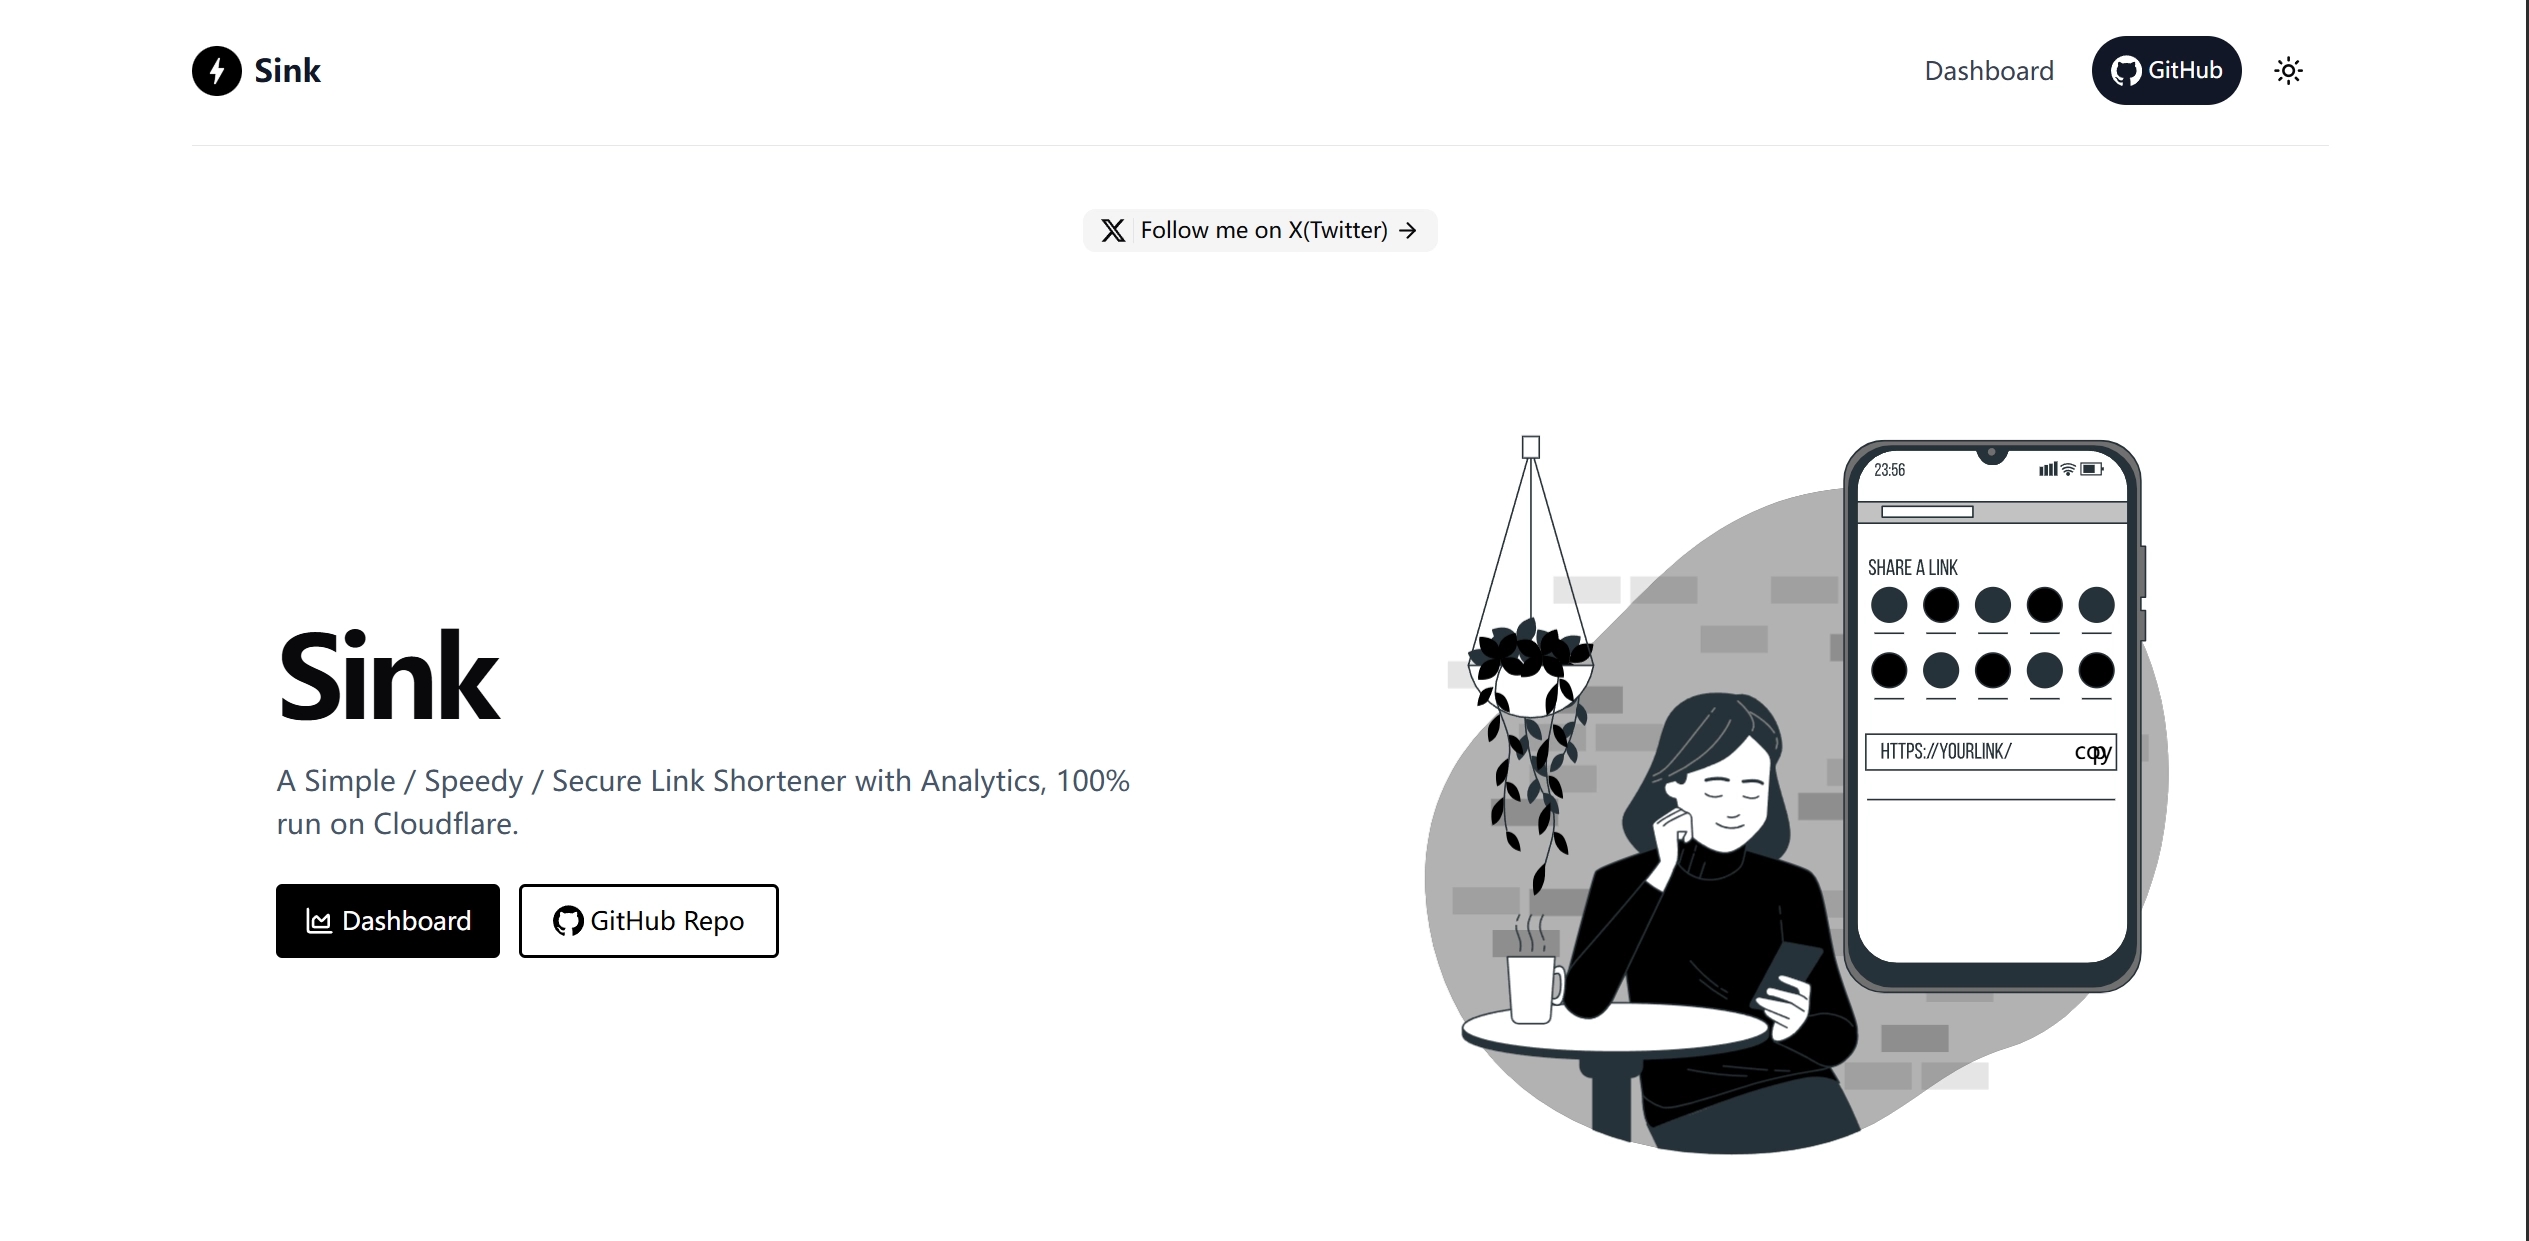 Sink
Dashboard
GitHub
Follow me on X(Twitter) →
23:56
SHARE A LINK
HTTPS://YOURLINK/ copy
Sink
A Simple / Speedy / Secure Link Shortener with Analytics, 100%
run on Cloudflare.
Dashboard
GitHub Repo